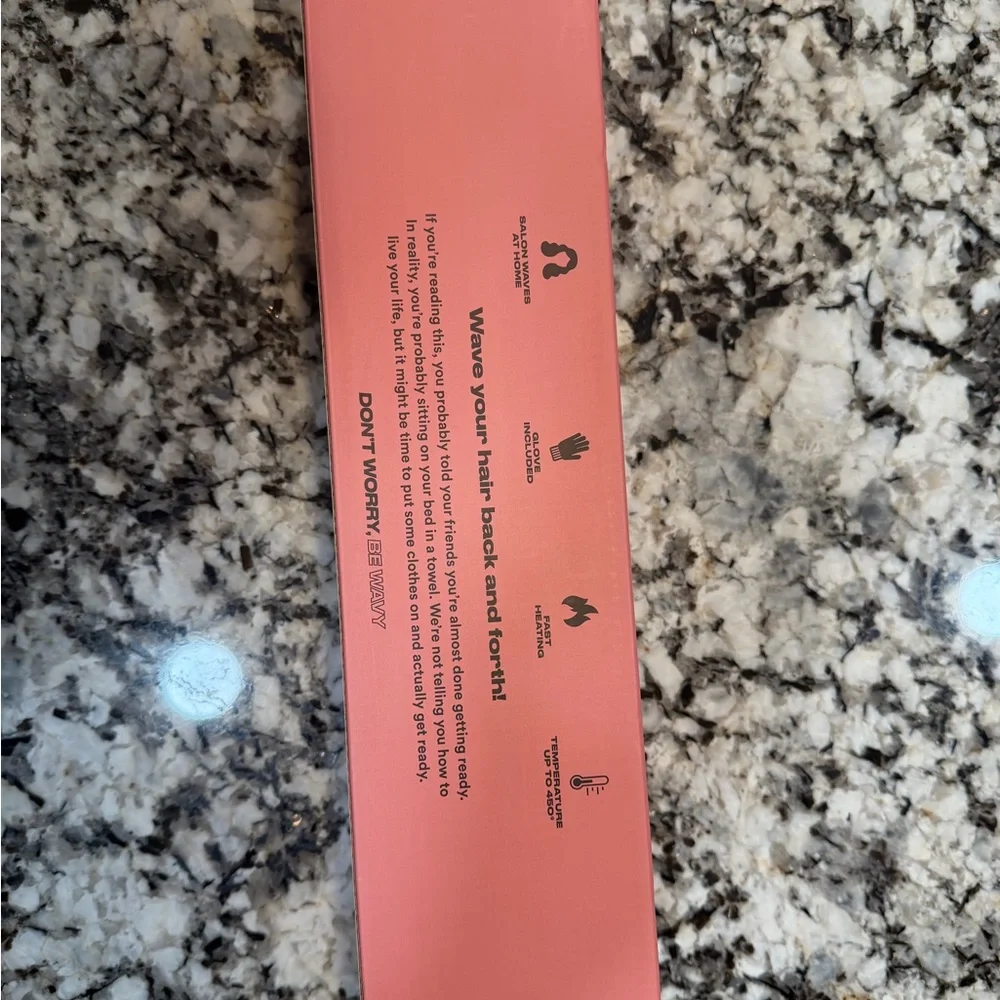 SALON WAVES
AT HOME
GLOVE
INCLUDED
FAST
HEATING
TEMPERATURE
UP TO 450°
Wave your hair back and forth!
If you're reading this, you probably told your friends you're almost done getting ready.
In reality, you're probably sitting on your bed in a towel. We're not telling you how to
live your life, but it might be time to put some clothes on and actually get ready.
DON'T WORRY, BE WAVY